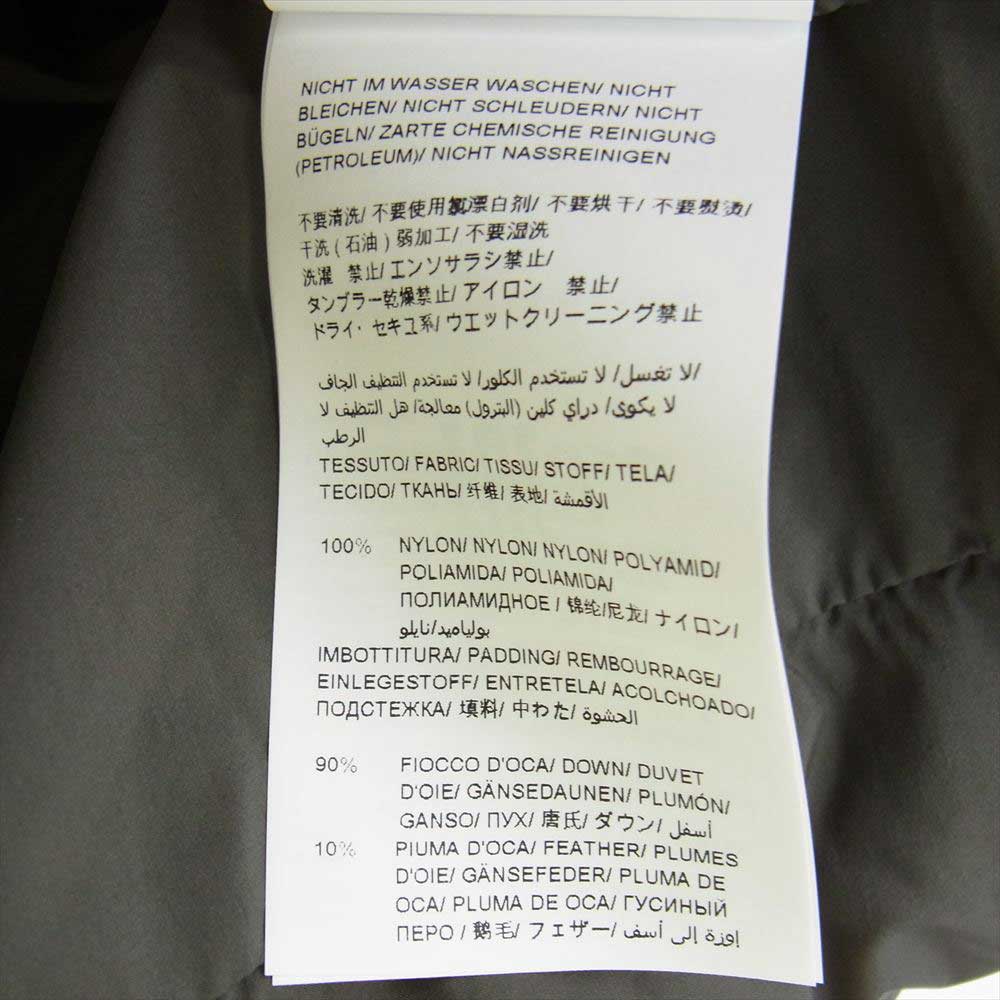 NICHT IM WASSER WASCHEN/ NICHT
BLEICHEN/ NICHT SCHLEUDERN/ NICHT
BÜGELN/ ZARTE CHEMISCHE REINIGUNG
(PETROLEUM)/ NICHT NASSREINIGEN
不要清洗/ 不要使用氯漂白剂/ 不要烘干/ 不要熨烫/
干洗 ( 石油 ) 弱加工/ 不要湿洗
洗濯 禁止/ エンソサラシ禁止/
タンブラー乾燥禁止/ アイロン 禁止/
ドライ・セキユ系/ ウエットクリーニング禁止
لا تغسل/ لا تستخدم الكلور/ لا تستخدم التنظيف الجاف/
لا يكوى/ دراي كلين (البترول) معالجة/ هل التنظيف لا
الرطب
TESSUTO/ FABRIC/ TISSU/ STOFF/ TELA/
TECIDO/ ТКАНЬ/ 纤维/ 表地/ الأقمشة
100% NYLON/ NYLON/ NYLON/ POLYAMID/
POLIAMIDA/ POLIAMIDA/
ПОЛИАМИДНОЕ / 锦纶/尼龙/ ナイロン/
بولياميد/نايلو
IMBOTTITURA/ PADDING/ REMBOURRAGE/
EINLEGESTOFF/ ENTRETELA/ ACOLCHOADO/
ПОДСТЕЖКА/ 填料/ 中わた/ الحشوة
90% FIOCCO D'OCA/ DOWN/ DUVET
D'OIE/ GÄNSEDAUNEN/ PLUMÓN/
GANSO/ ПУХ/ 唐氏/ ダウン/ أسفل
10% PIUMA D'OCA/ FEATHER/ PLUMES
D'OIE/ GÄNSEFEDER/ PLUMA DE
OCA/ PLUMA DE OCA/ ГУСИНЫЙ
ПЕРО / 鹅毛/ フェザー/ إوزة إلى أسف